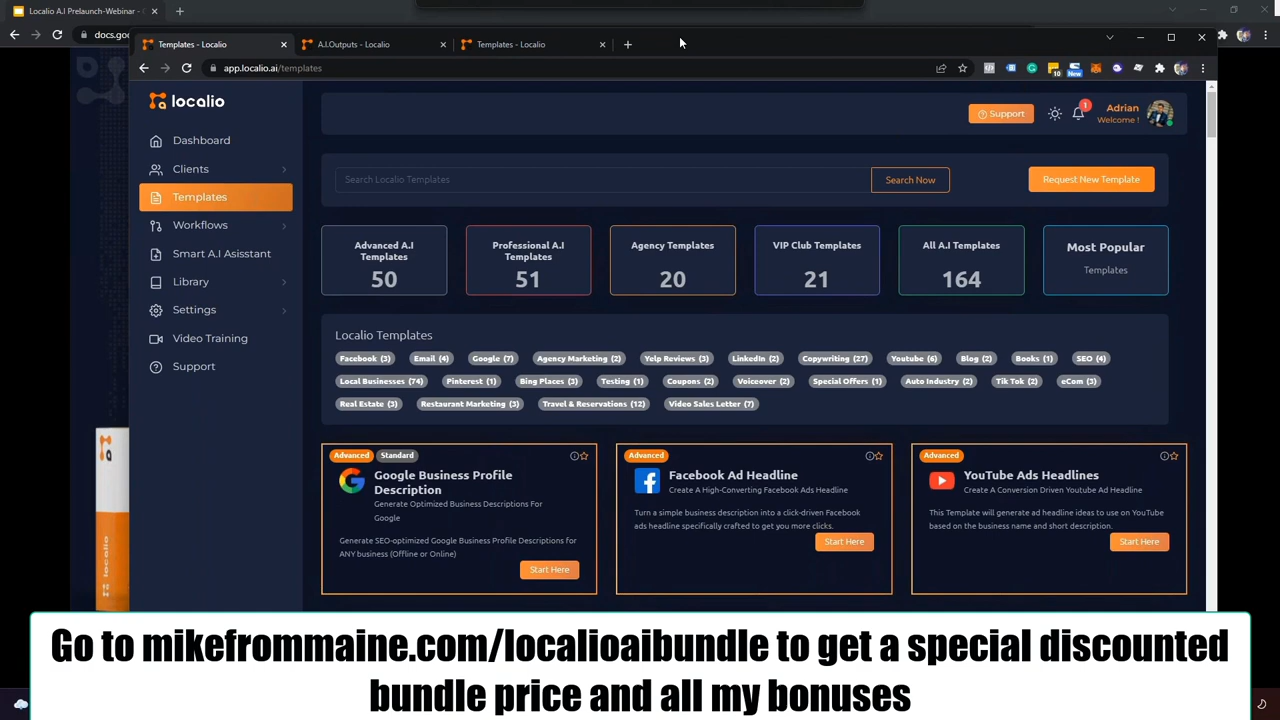 Localio A.I Prelaunch-Webinar -
docs.goo
Templates - Localio
A.I.Outputs - Localio
Templates - Localio
app.localio.ai/templates
10
New
localio
Dashboard
Clients
Templates
Workflows
Smart A.I Asisstant
Library
Settings
Video Training
Support
Support
1
Adrian
Welcome !
Search Localio Templates
Search Now
Request New Template
Advanced A.I
Templates
50
Professional A.I
Templates
51
Agency Templates
20
VIP Club Templates
21
All A.I Templates
164
Most Popular
Templates
Localio Templates
Facebook (3) Email (4) Google (7) Agency Marketing (2) Yelp Reviews (3) LinkedIn (2) Copywriting (27) Youtube (6) Blog (2) Books (1) SEO (4)
Local Businesses (74) Pinterest (1) Bing Places (3) Testing (1) Coupons (2) Voiceover (2) Special Offers (1) Auto Industry (2) Tik Tok (2) eCom (3)
Real Estate (3) Restaurant Marketing (3) Travel & Reservations (12) Video Sales Letter (7)
Advanced Standard
Google Business Profile
Description
Generate Optimized Business Descriptions For
Google
Generate SEO-optimized Google Business Profile Descriptions for
ANY business (Offline or Online)
Start Here
Advanced
Facebook Ad Headline
Create A High-Converting Facebook Ads Headline
Turn a simple business description into a click-driven Facebook
ads headline specifically crafted to get you more clicks.
Start Here
Advanced
YouTube Ads Headlines
Create A Conversion Driven Youtube Ad Headline
This Template will generate ad headline ideas to use on YouTube
based on the business name and short description.
Start Here
localio
Go to mikefrommaine.com/localioaibundle to get a special discounted
bundle price and all my bonuses